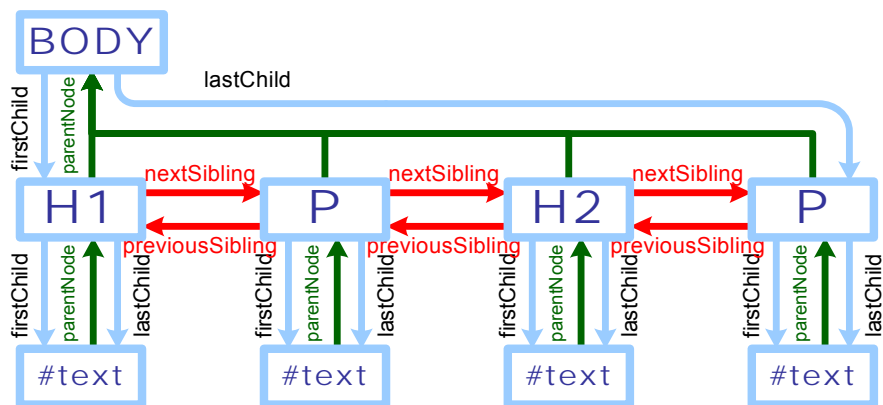 BODY
lastChild
firstChild
parentNode
nextSibling
nextSibling
nextSibling
H1
P
H2
P
previousSibling
previousSibling
previousSibling
firstChild
parentNode
lastChild
firstChild
parentNode
lastChild
firstChild
parentNode
lastChild
firstChild
parentNode
lastChild
#text
#text
#text
#text